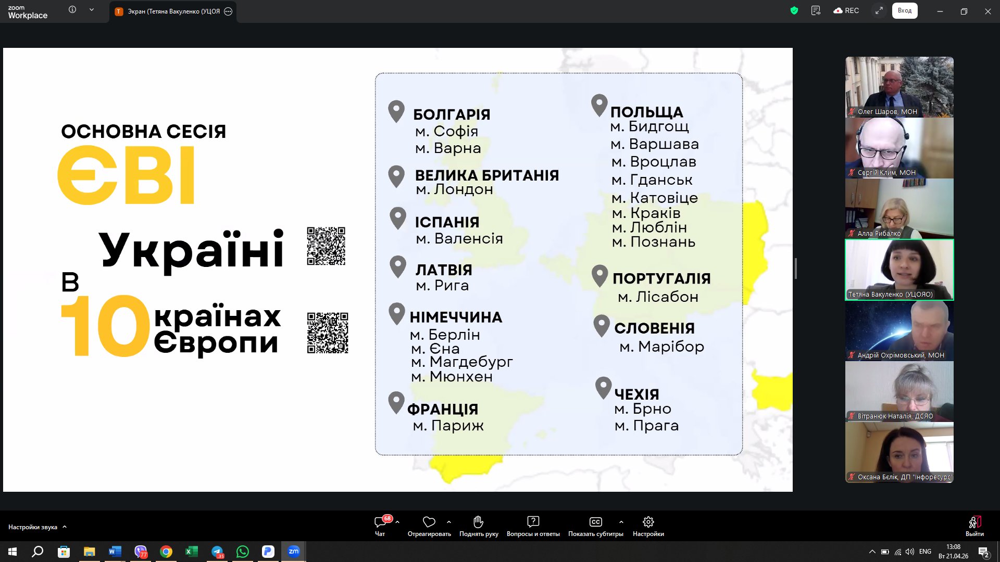 zoom
Workplace
Экран (Тетяна Вакуленко (УЦОЯ
REC
Вход
ОСНОВНА СЕСІЯ
ЄВІ
в
Україні
10 країнах
Європи
БОЛГАРІЯ
м. Софія
м. Варна
ВЕЛИКА БРИТАНІЯ
м. Лондон
ІСПАНІЯ
м. Валенсія
ЛАТВІЯ
м. Рига
НІМЕЧЧИНА
м. Берлін
м. Єна
м. Магдебург
м. Мюнхен
ФРАНЦІЯ
м. Париж
ПОЛЬЩА
м. Бидгощ
м. Варшава
м. Вроцлав
м. Гданськ
м. Катовіце
м. Краків
м. Люблін
м. Познань
ПОРТУГАЛІЯ
м. Лісабон
СЛОВЕНІЯ
м. Марібор
ЧЕХІЯ
м. Брно
м. Прага
Олег Шаров, МОН
Сергій Клим, МОН
Алла Рибалко
Тетяна Вакуленко (УЦОЯО)
Андрій Охрімовський, МОН
Вітранюк Наталія, ДСЯО
Оксана Бєлік, ДП "Інфоресурс"
Настройки звука
68
Чат
Отреагировать
Поднять руку
Вопросы и ответы
CC
Показать субтитры
Настройки
Выйти
77
35
zm
ENG
13:08
Вт 21.04.26
2